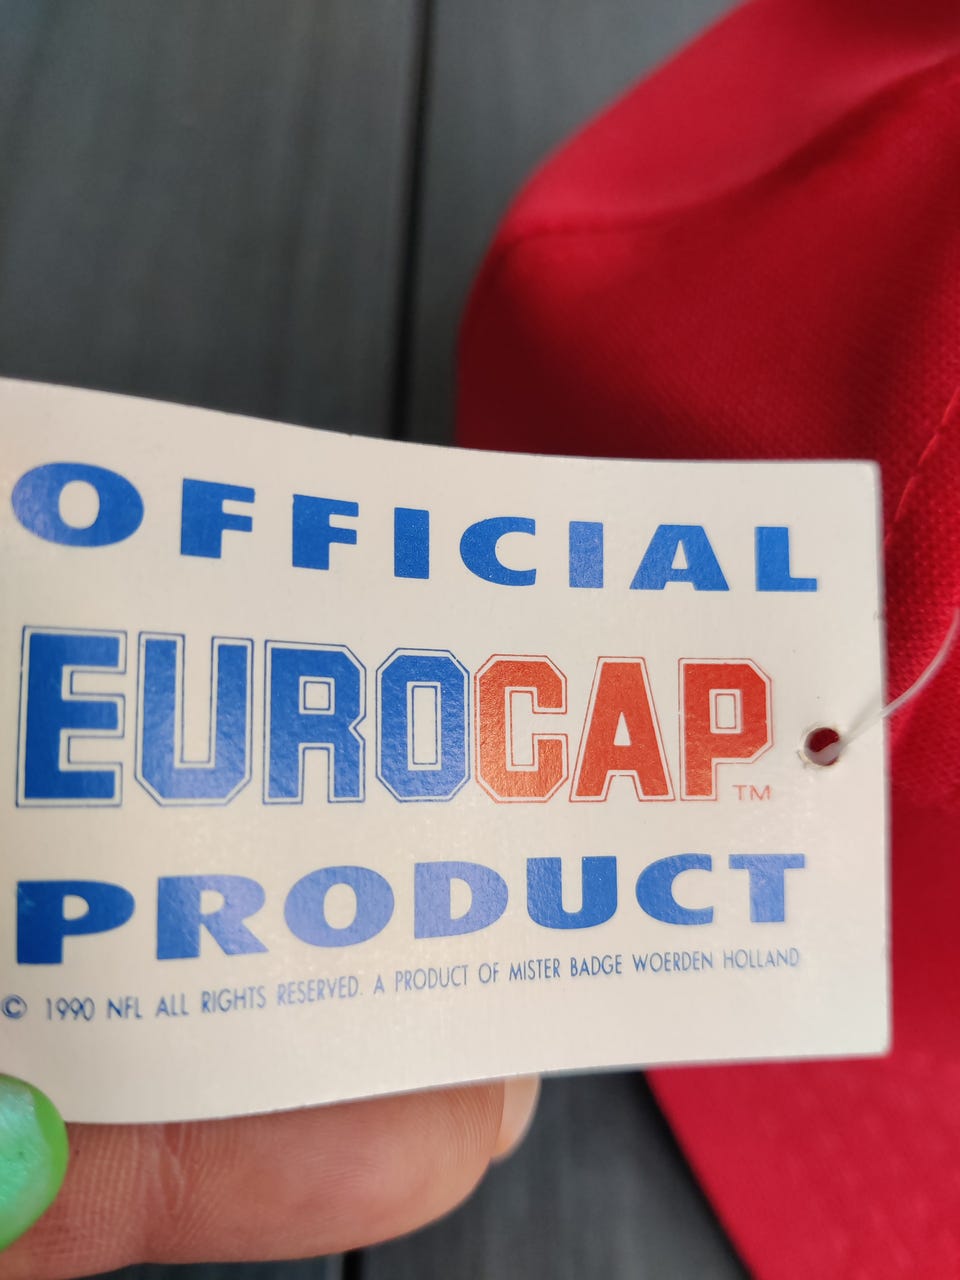 OFFICIAL
EUROCAP™
PRODUCT
© 1990 NFL ALL RIGHTS RESERVED. A PRODUCT OF MISTER BADGE WOERDEN HOLLAND